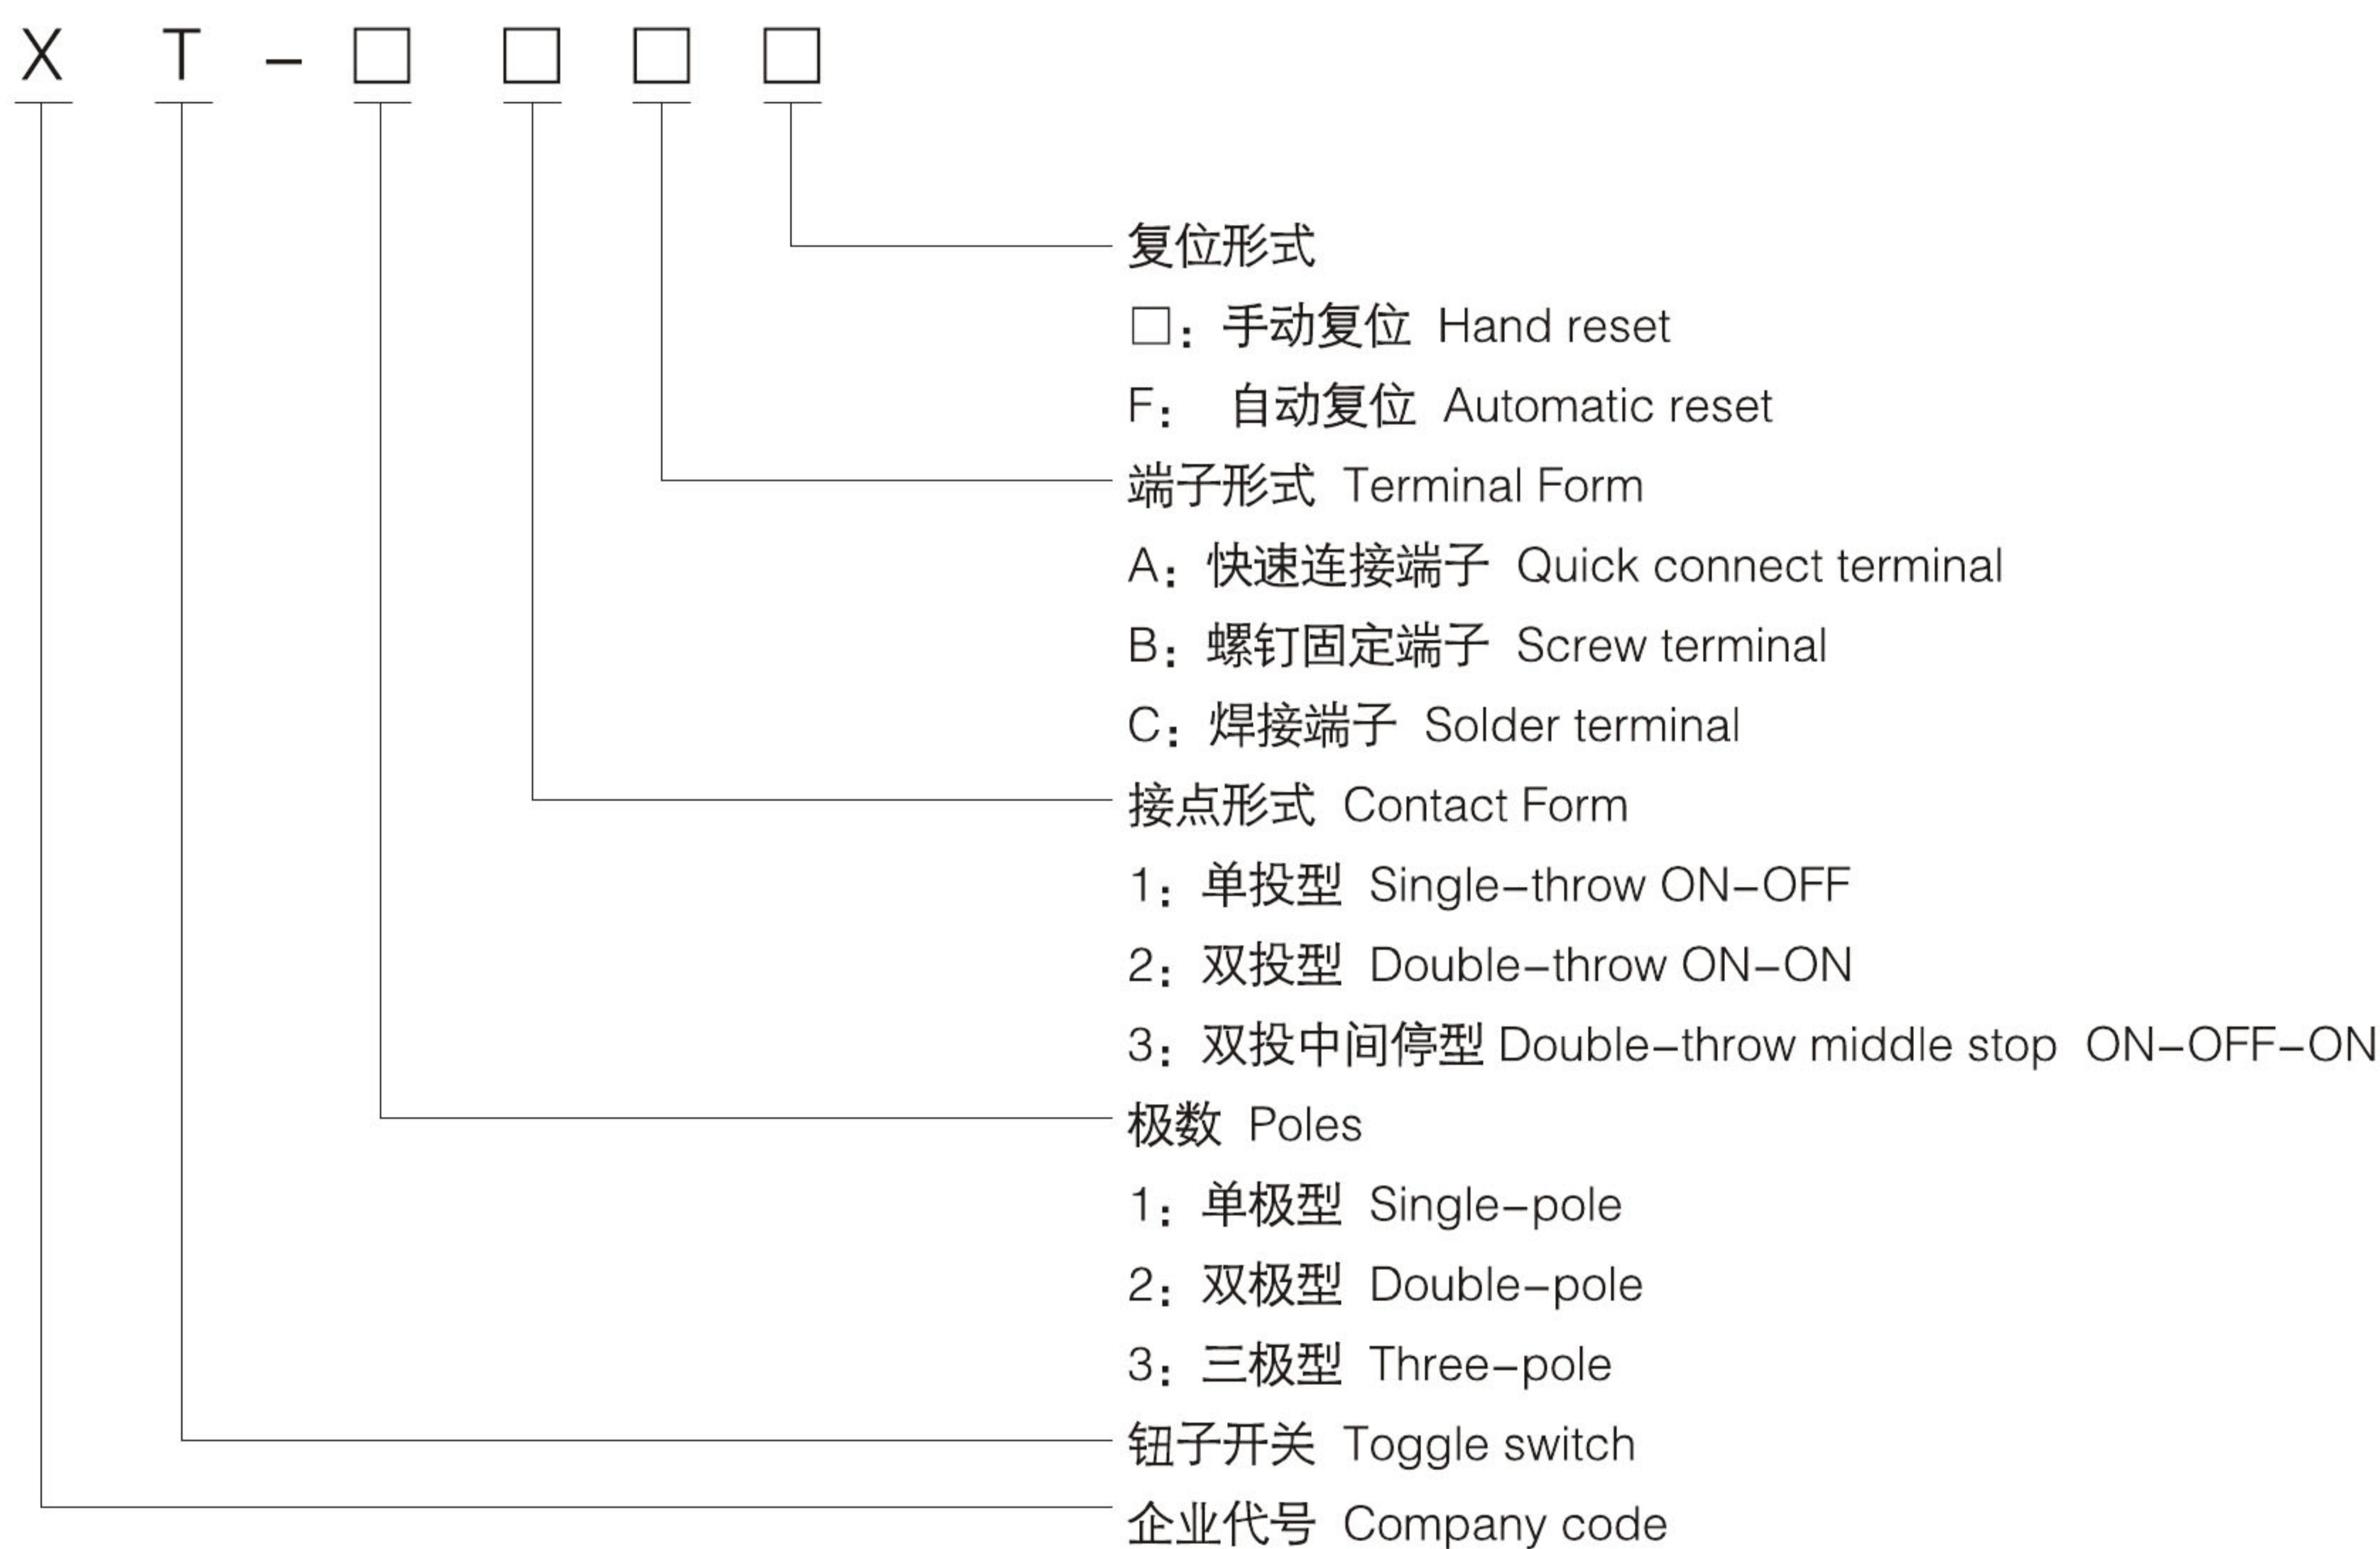 X T – □ □ □ □
复位形式
□：手动复位 Hand reset
F： 自动复位 Automatic reset
端子形式 Terminal Form
A：快速连接端子 Quick connect terminal
B：螺钉固定端子 Screw terminal
C：焊接端子 Solder terminal
接点形式 Contact Form
1：单投型 Single–throw ON–OFF
2：双投型 Double–throw ON–ON
3：双投中间停型 Double–throw middle stop ON–OFF–ON
极数 Poles
1：单极型 Single–pole
2：双极型 Double–pole
3：三极型 Three–pole
钮子开关 Toggle switch
企业代号 Company code